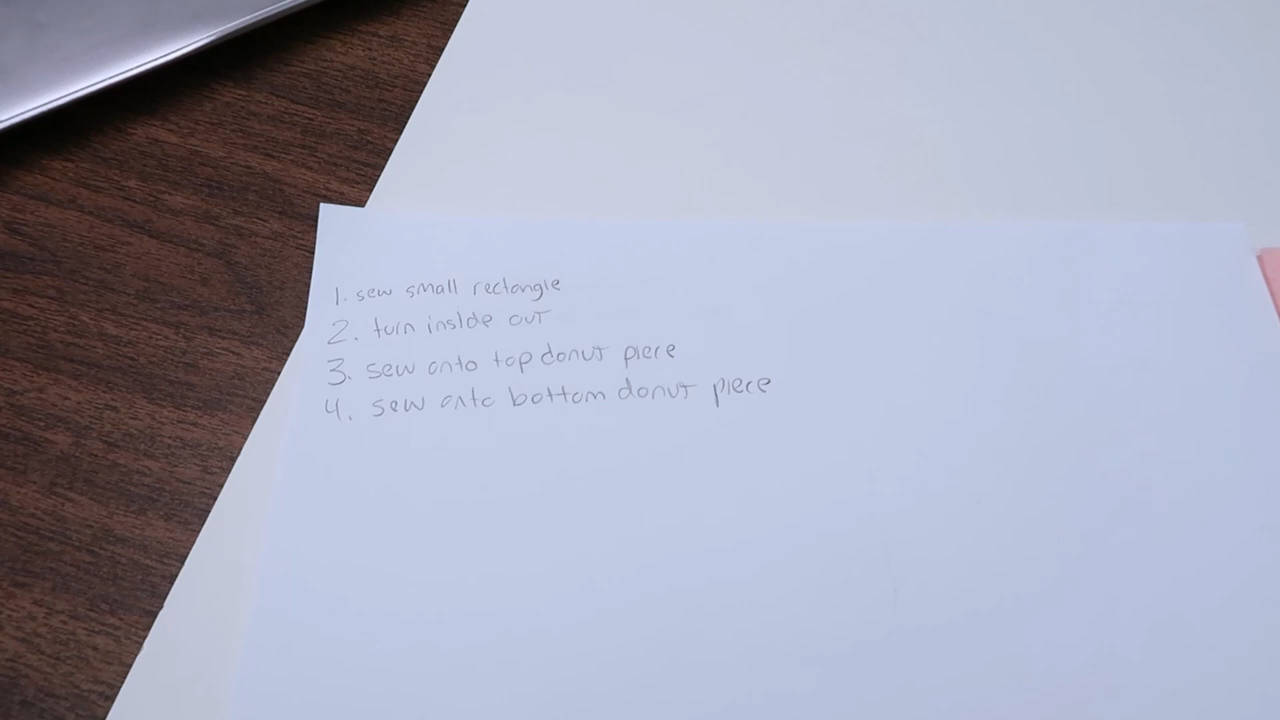 1. sew small rectangle
2. turn inside out
3. sew onto top donut piece
4. sew onto bottom donut piece